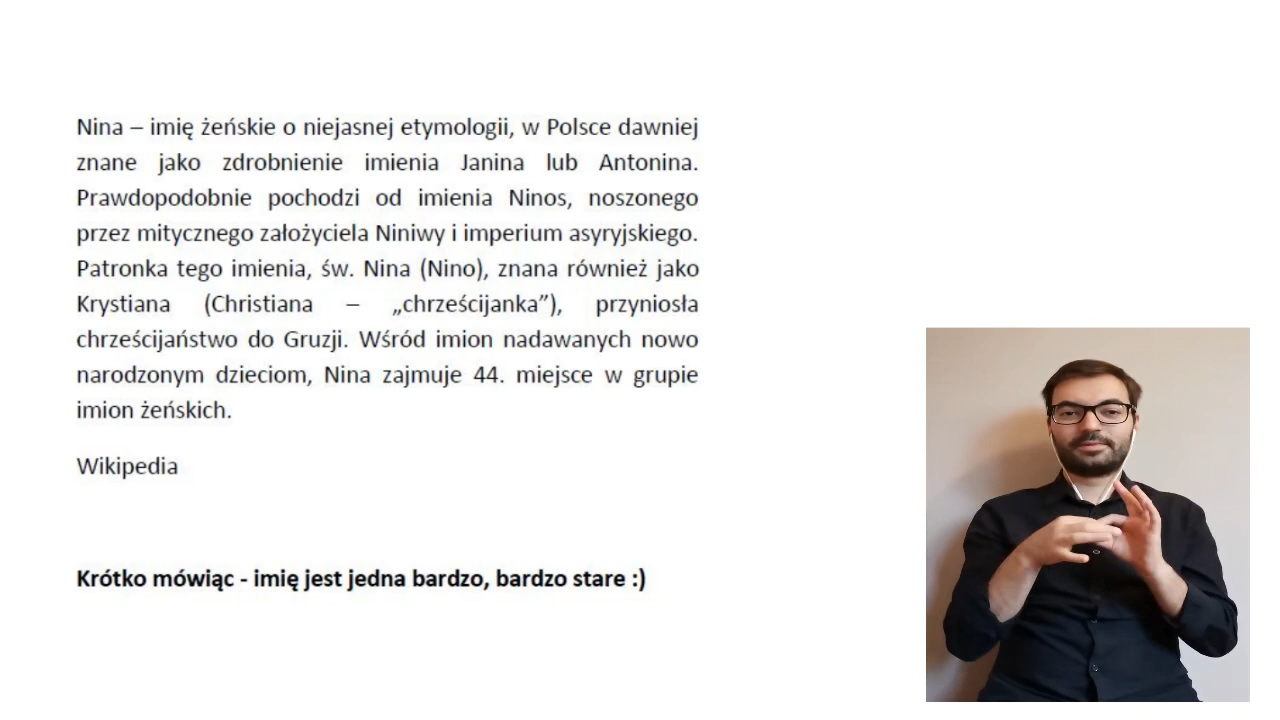 Nina – imię żeńskie o niejasnej etymologii, w Polsce dawniej
znane jako zdrobnienie imienia Janina lub Antonina.
Prawdopodobnie pochodzi od imienia Ninos, noszonego
przez mitycznego założyciela Niniwy i imperium asyryjskiego.
Patronka tego imienia, św. Nina (Nino), znana również jako
Krystiana (Christiana – „chrześcijanka”), przyniosła
chrześcijaństwo do Gruzji. Wśród imion nadawanych nowo
narodzonym dzieciom, Nina zajmuje 44. miejsce w grupie
imion żeńskich.
Wikipedia
Krótko mówiąc - imię jest jedna bardzo, bardzo stare :)